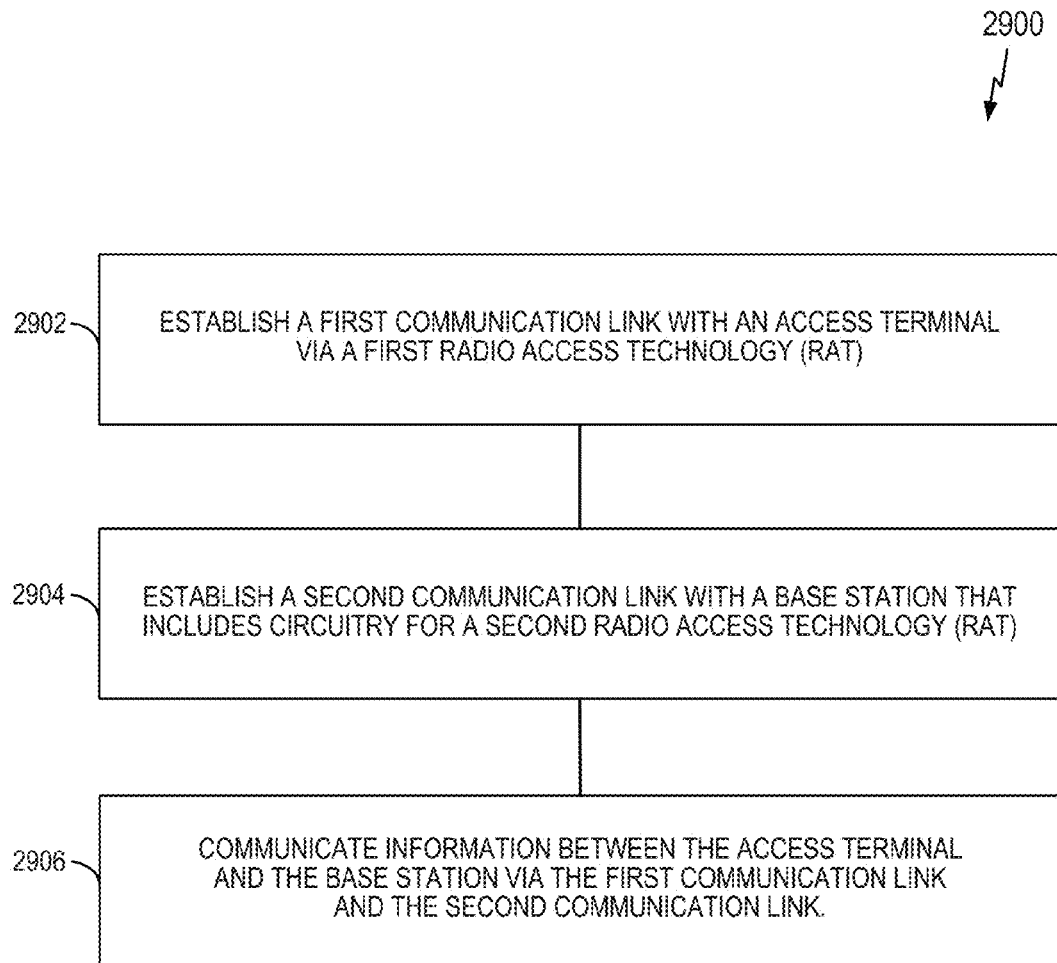 2900
2902
ESTABLISH A FIRST COMMUNICATION LINK WITH AN ACCESS TERMINAL
VIA A FIRST RADIO ACCESS TECHNOLOGY (RAT)
2904
ESTABLISH A SECOND COMMUNICATION LINK WITH A BASE STATION THAT
INCLUDES CIRCUITRY FOR A SECOND RADIO ACCESS TECHNOLOGY (RAT)
2906
COMMUNICATE INFORMATION BETWEEN THE ACCESS TERMINAL
AND THE BASE STATION VIA THE FIRST COMMUNICATION LINK
AND THE SECOND COMMUNICATION LINK.